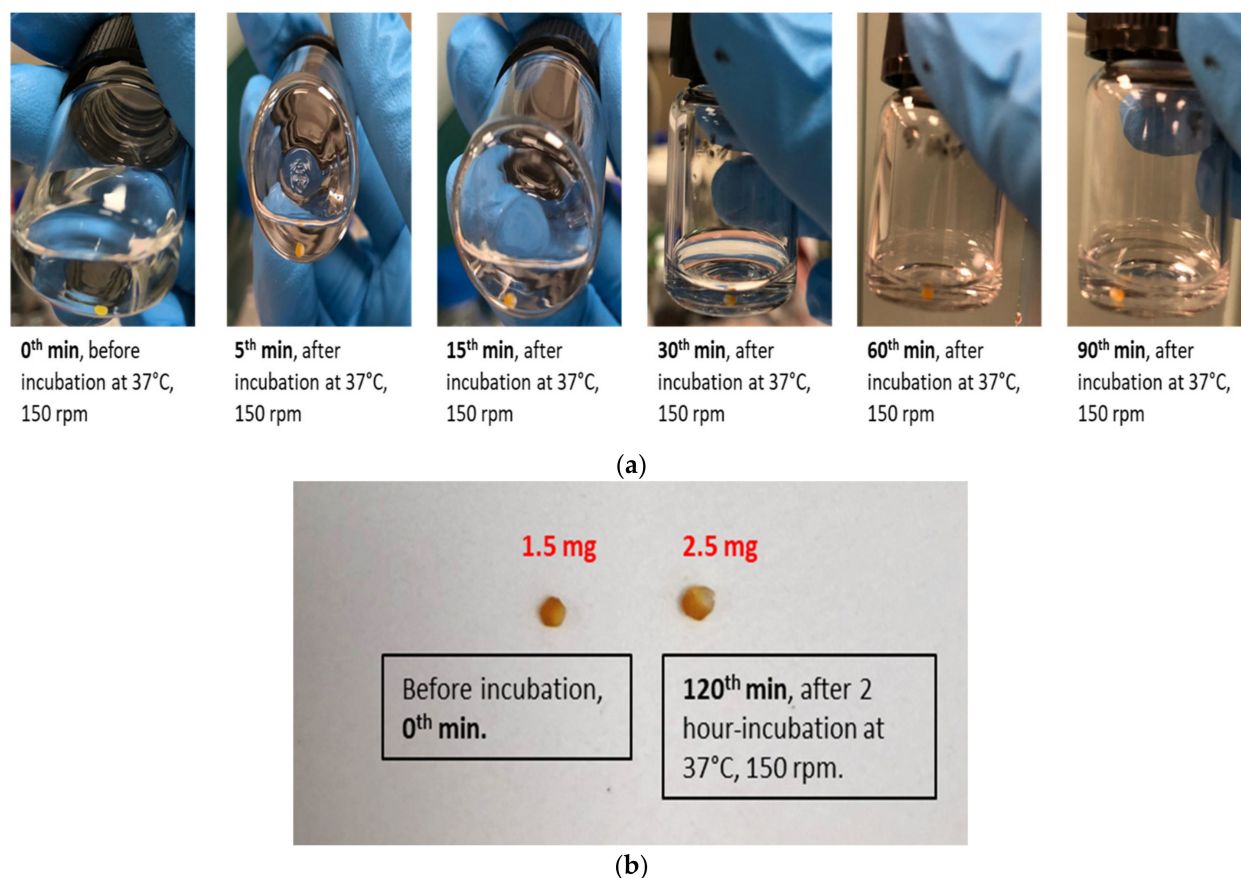 0th min, before
incubation at 37°C,
150 rpm
5th min, after
incubation at 37°C,
150 rpm
15th min, after
incubation at 37°C,
150 rpm
30th min, after
incubation at 37°C,
150 rpm
60th min, after
incubation at 37°C,
150 rpm
90th min, after
incubation at 37°C,
150 rpm
(a)
1.5 mg
2.5 mg
Before incubation,
0th min.
120th min, after 2
hour-incubation at
37°C, 150 rpm.
(b)